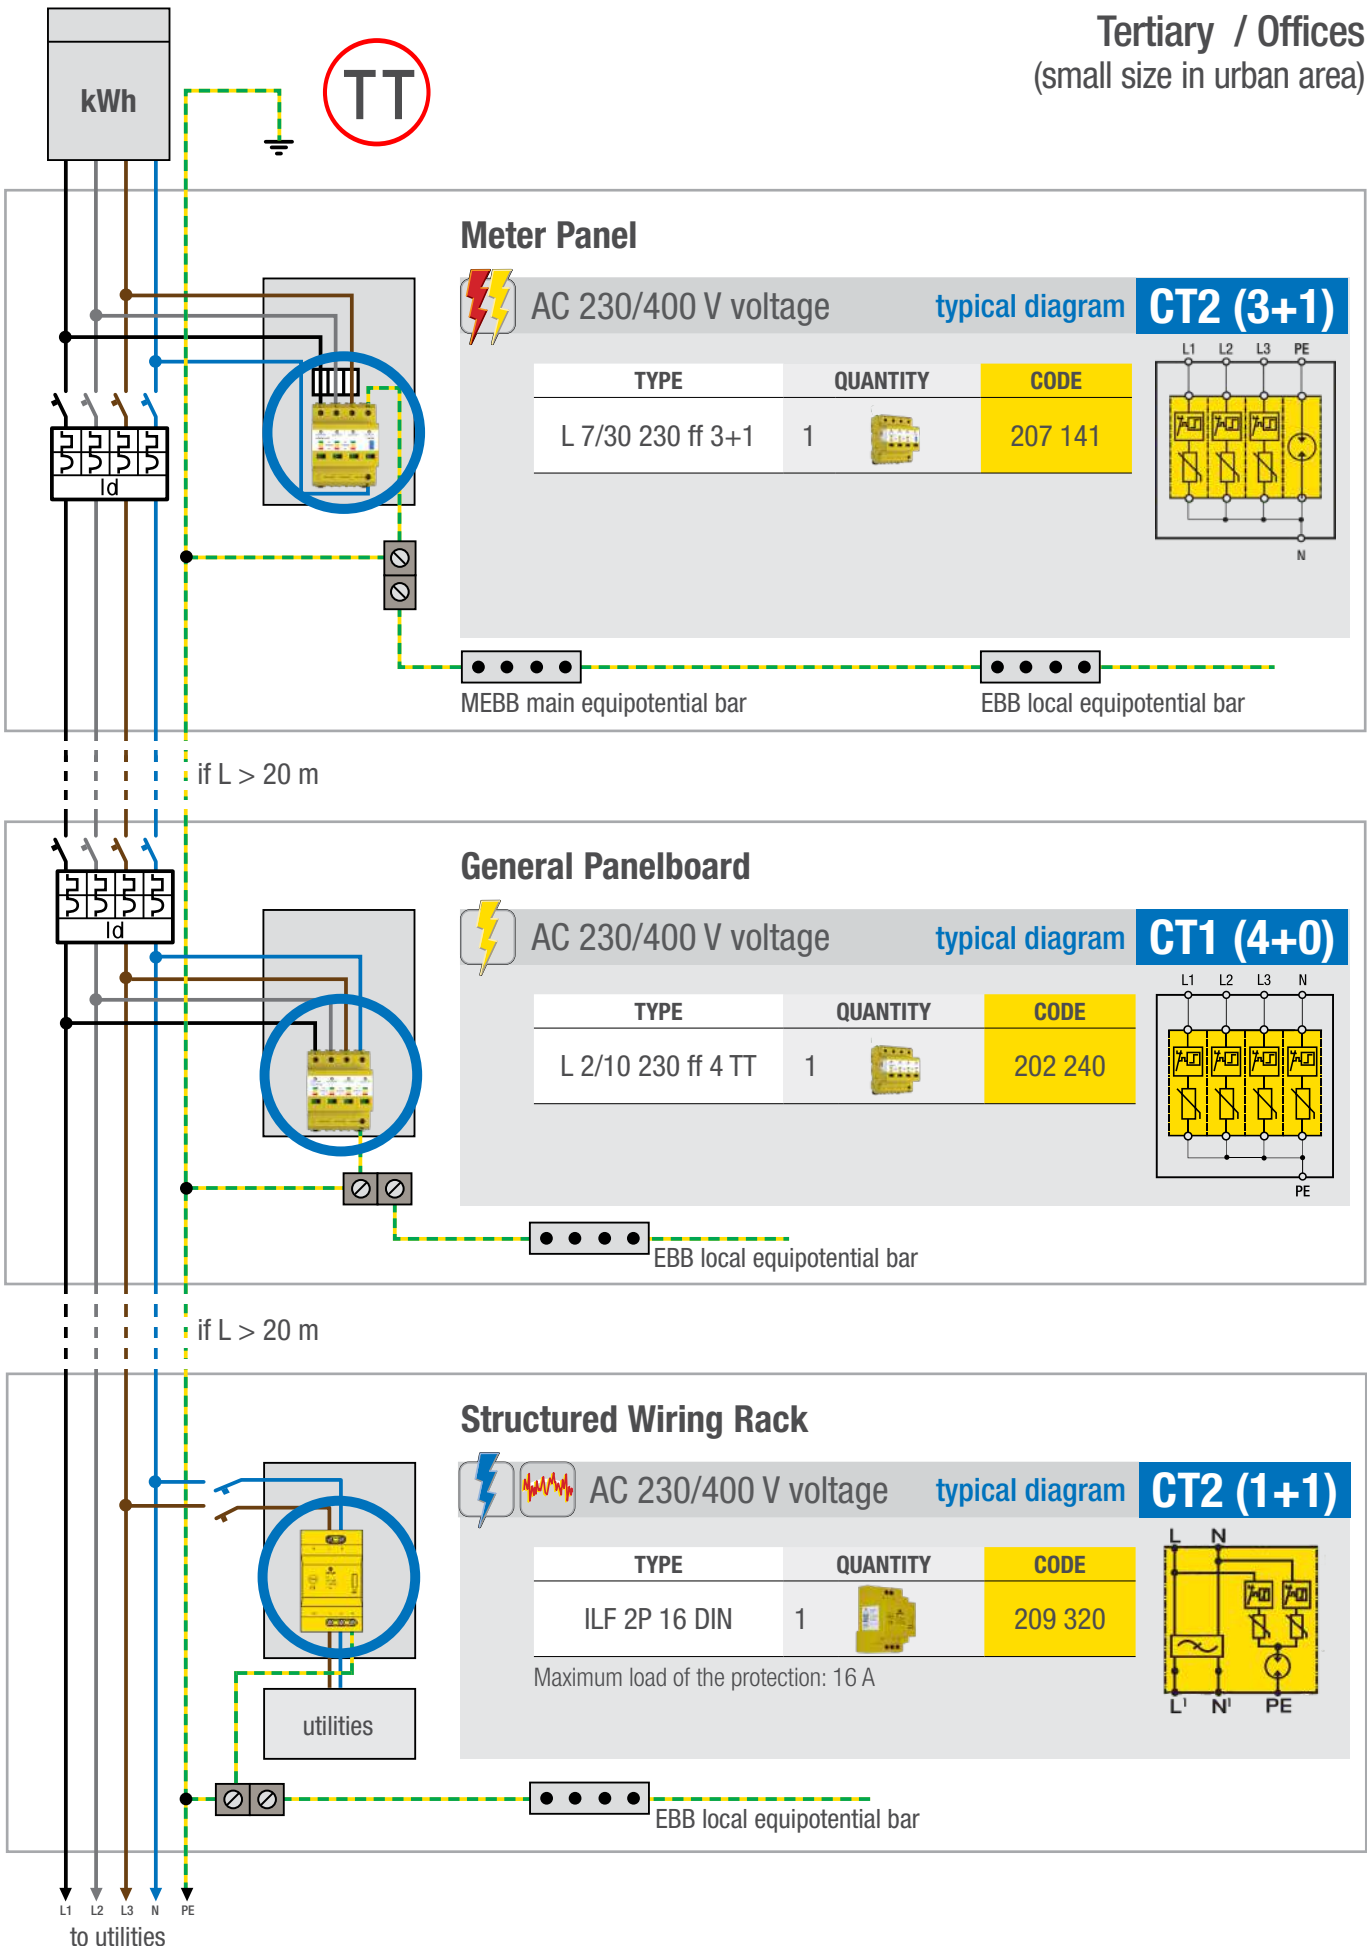 Tertiary / Offices
(small size in urban area)
kWh
TT
Meter Panel
AC 230/400 V voltage
typical diagram
CT2 (3+1)
TYPE QUANTITY CODE
L 7/30 230 ff 3+1 1 207 141
L1 L2 L3 PE
N
Id
MEBB main equipotential bar
EBB local equipotential bar
if L > 20 m
General Panelboard
AC 230/400 V voltage
typical diagram
CT1 (4+0)
TYPE QUANTITY CODE
L 2/10 230 ff 4 TT 1 202 240
L1 L2 L3 N
PE
Id
EBB local equipotential bar
if L > 20 m
Structured Wiring Rack
AC 230/400 V voltage
typical diagram
CT2 (1+1)
TYPE QUANTITY CODE
ILF 2P 16 DIN 1 209 320
Maximum load of the protection: 16 A
L N
L' N' PE
utilities
EBB local equipotential bar
L1 L2 L3 N PE
to utilities